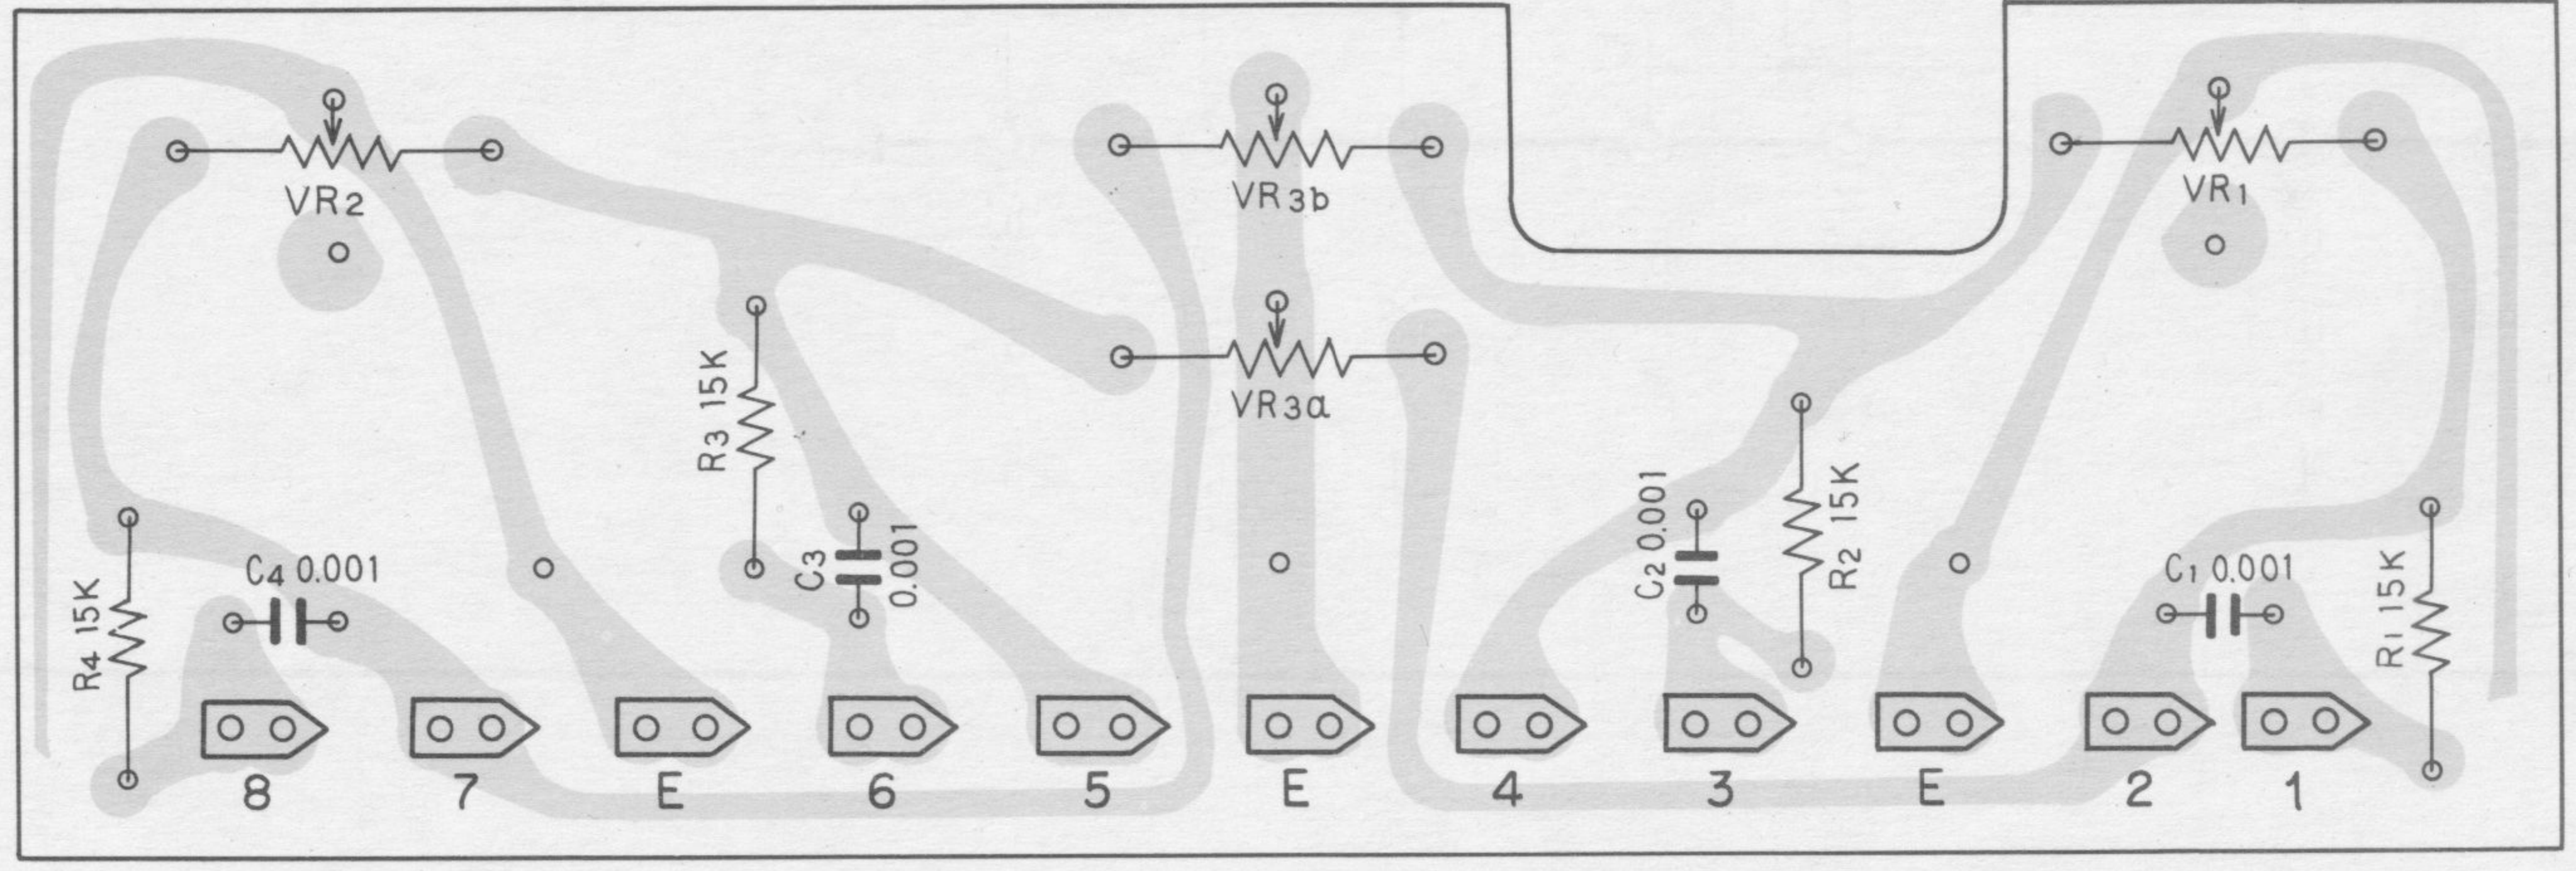 VR2
VR3b
VR1
VR3a
R3 15K
C2 0.001
R2 15K
C3 0.001
C4 0.001
C1 0.001
R4 15K
R1 15K
8 7 E 6 5 E 4 3 E 2 1